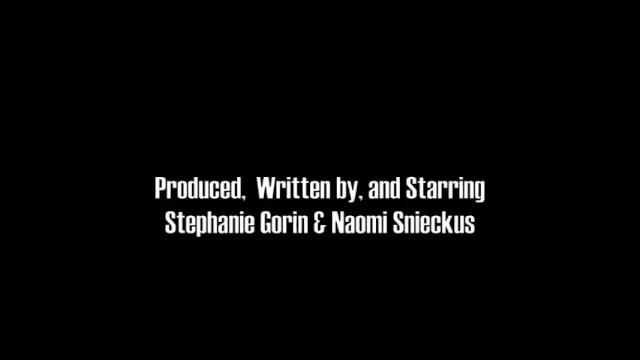 Produced, Written by, and Starring
Stephanie Gorin & Naomi Snieckus